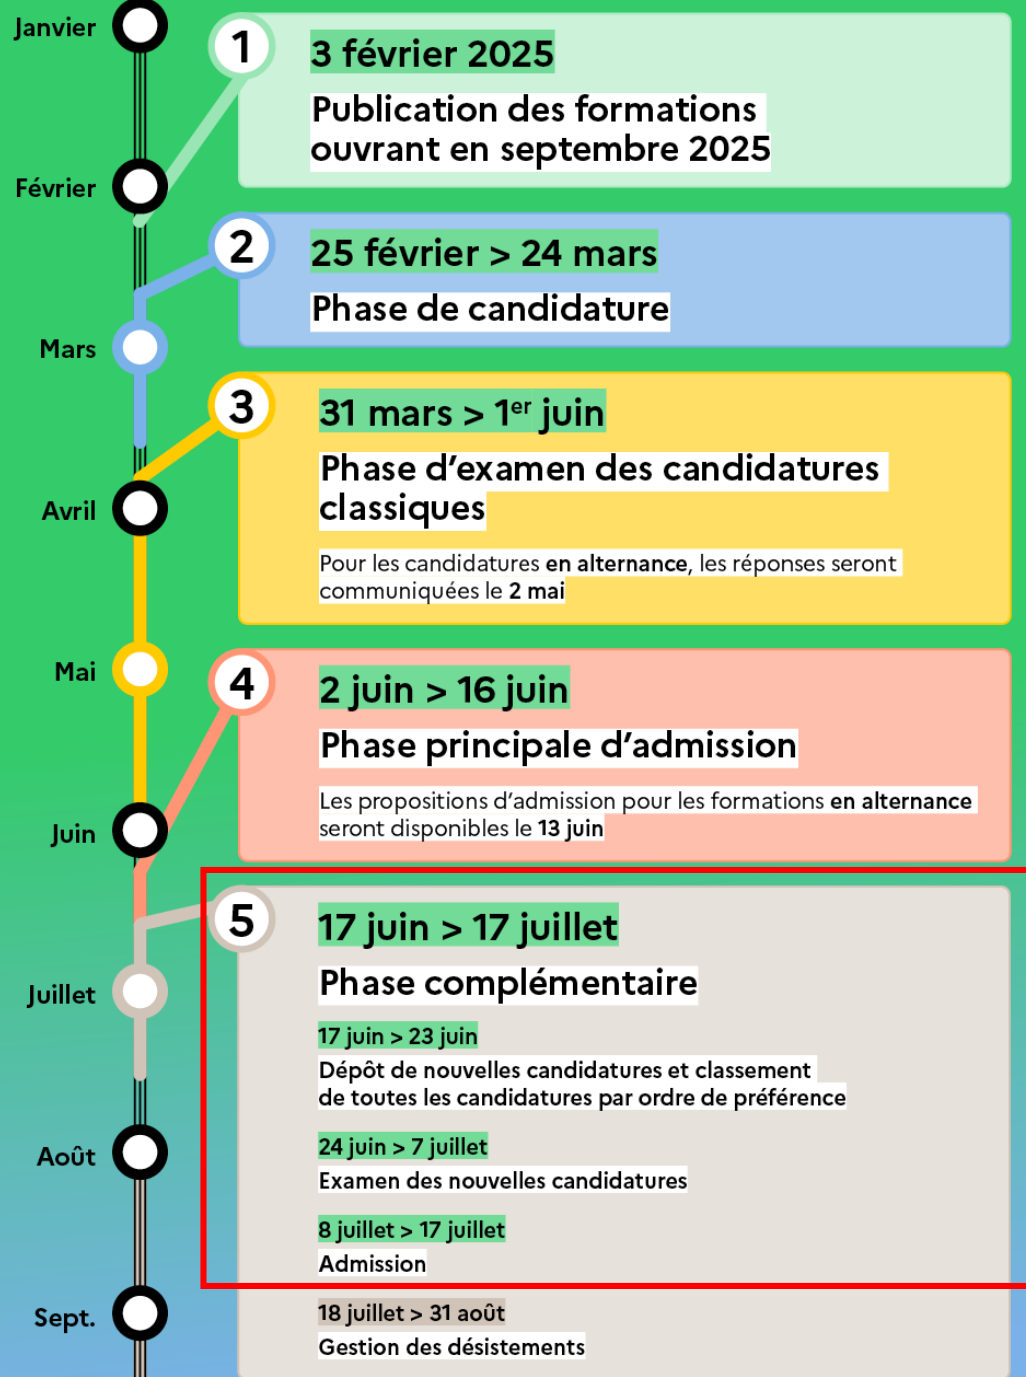 Janvier
1
3 février 2025
Publication des formations
ouvrant en septembre 2025
Février
2
25 février > 24 mars
Phase de candidature
Mars
3
31 mars > 1er juin
Phase d’examen des candidatures
classiques
Avril
Pour les candidatures en alternance, les réponses seront
communiquées le 2 mai
Mai
4
2 juin > 16 juin
Phase principale d’admission
Les propositions d’admission pour les formations en alternance
seront disponibles le 13 juin
Juin
5
17 juin > 17 juillet
Phase complémentaire
Juillet
17 juin > 23 juin
Dépôt de nouvelles candidatures et classement
de toutes les candidatures par ordre de préférence
24 juin > 7 juillet
Août
Examen des nouvelles candidatures
8 juillet > 17 juillet
Admission
18 juillet > 31 août
Sept.
Gestion des désistements